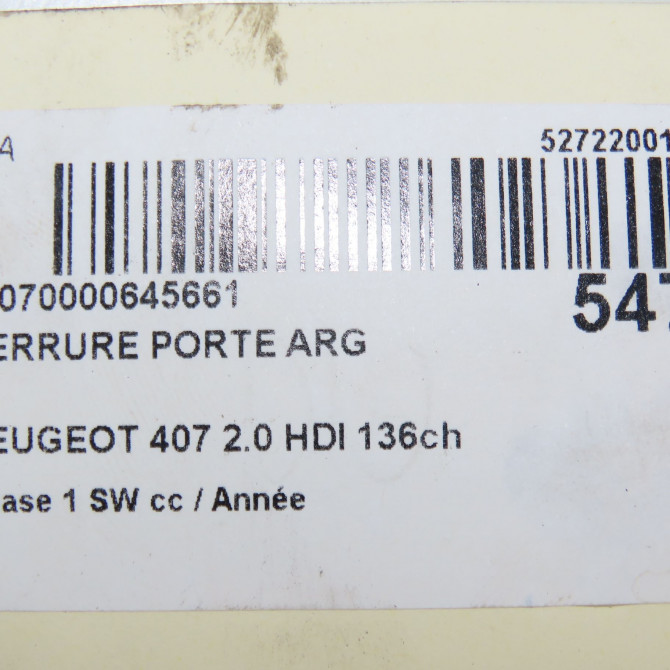 A
52722001
070000645661
547
ERRURE PORTE ARG
EUGEOT 407 2.0 HDI 136ch
ase 1 SW cc / Année